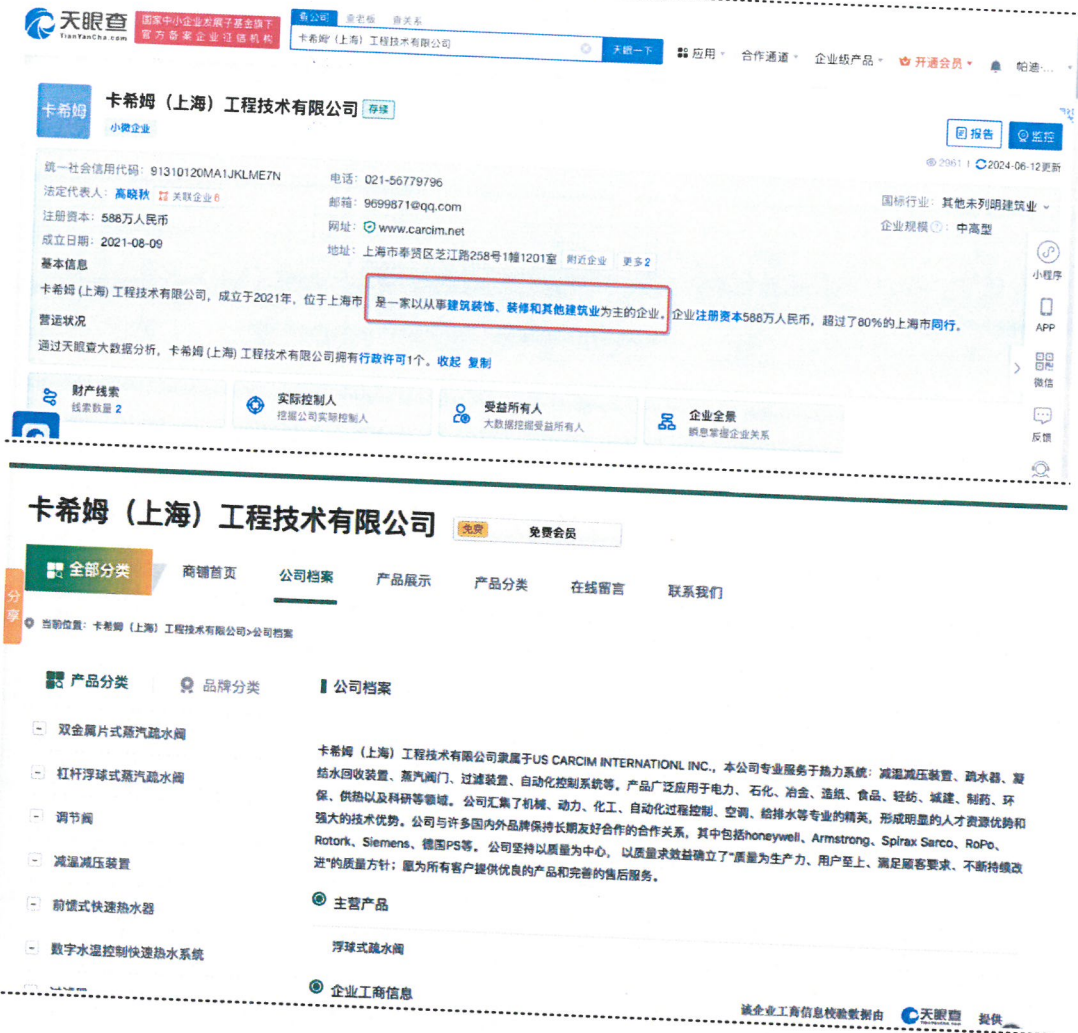 天眼查
TianYanCha.com
国家中小企业发展子基金旗下
官方备案企业征信机构
查公司 查老板 查关系
卡希姆（上海）工程技术有限公司
天眼一下
应用
合作通道
企业级产品
开通会员
帕迪·...
卡希姆
卡希姆（上海）工程技术有限公司 存续
小微企业
报告
监控
2961 2024-06-12更新
统一社会信用代码：91310120MA1JKLME7N
法定代表人：高晓秋 关联企业6
注册资本：588万人民币
成立日期：2021-08-09
电话：021-56779796
邮箱：9699871@qq.com
网址：www.carcim.net
地址：上海市奉贤区芝江路258号1幢1201室 附近企业 更多2
国标行业：其他未列明建筑业
企业规模：中高型
基本信息
卡希姆 (上海) 工程技术有限公司，成立于2021年，位于上海市 是一家以从事建筑装饰、装修和其他建筑业为主的企业。企业注册资本588万人民币，超过了80%的上海市同行。
营运状况
通过天眼查大数据分析，卡希姆 (上海) 工程技术有限公司拥有行政许可1个。收起 复制
财产线索
线索数量 2
实际控制人
挖掘公司实际控制人
受益所有人
大数据挖掘受益所有人
企业全景
瞬息掌握企业关系
小程序
APP
微信
反馈
卡希姆（上海）工程技术有限公司
免费 免费会员
全部分类
商铺首页
公司档案
产品展示
产品分类
在线留言
联系我们
分享
当前位置：卡希姆（上海）工程技术有限公司>公司档案
产品分类
品牌分类
双金属片式蒸汽疏水阀
杠杆浮球式蒸汽疏水阀
调节阀
减温减压装置
前馈式快速热水器
数字水温控制快速热水系统
公司档案
卡希姆（上海）工程技术有限公司隶属于US CARCIM INTERNATIONL INC.，本公司专业服务于热力系统：减温减压装置、疏水器、凝
结水回收装置、蒸汽阀门、过滤装置、自动化控制系统等。产品广泛应用于电力、石化、冶金、造纸、食品、轻纺、城建、制药、环
保、供热以及科研等领域。公司汇集了机械、动力、化工、自动化过程控制、空调、给排水等专业的精英，形成明显的人才资源优势和
强大的技术优势。公司与许多国内外品牌保持长期友好合作的合作关系，其中包括honeywell、Armstrong、Spirax Sarco、RoPo、
Rotork、Siemens、德国PS等。 公司坚持以质量为中心，以质量求效益确立了“质量为生产力、用户至上、满足顾客要求、不断持续改
进”的质量方针；愿为所有客户提供优良的产品和完善的售后服务。
主营产品
浮球式疏水阀
企业工商信息
该企业工商信息校验数据由 天眼查 提供